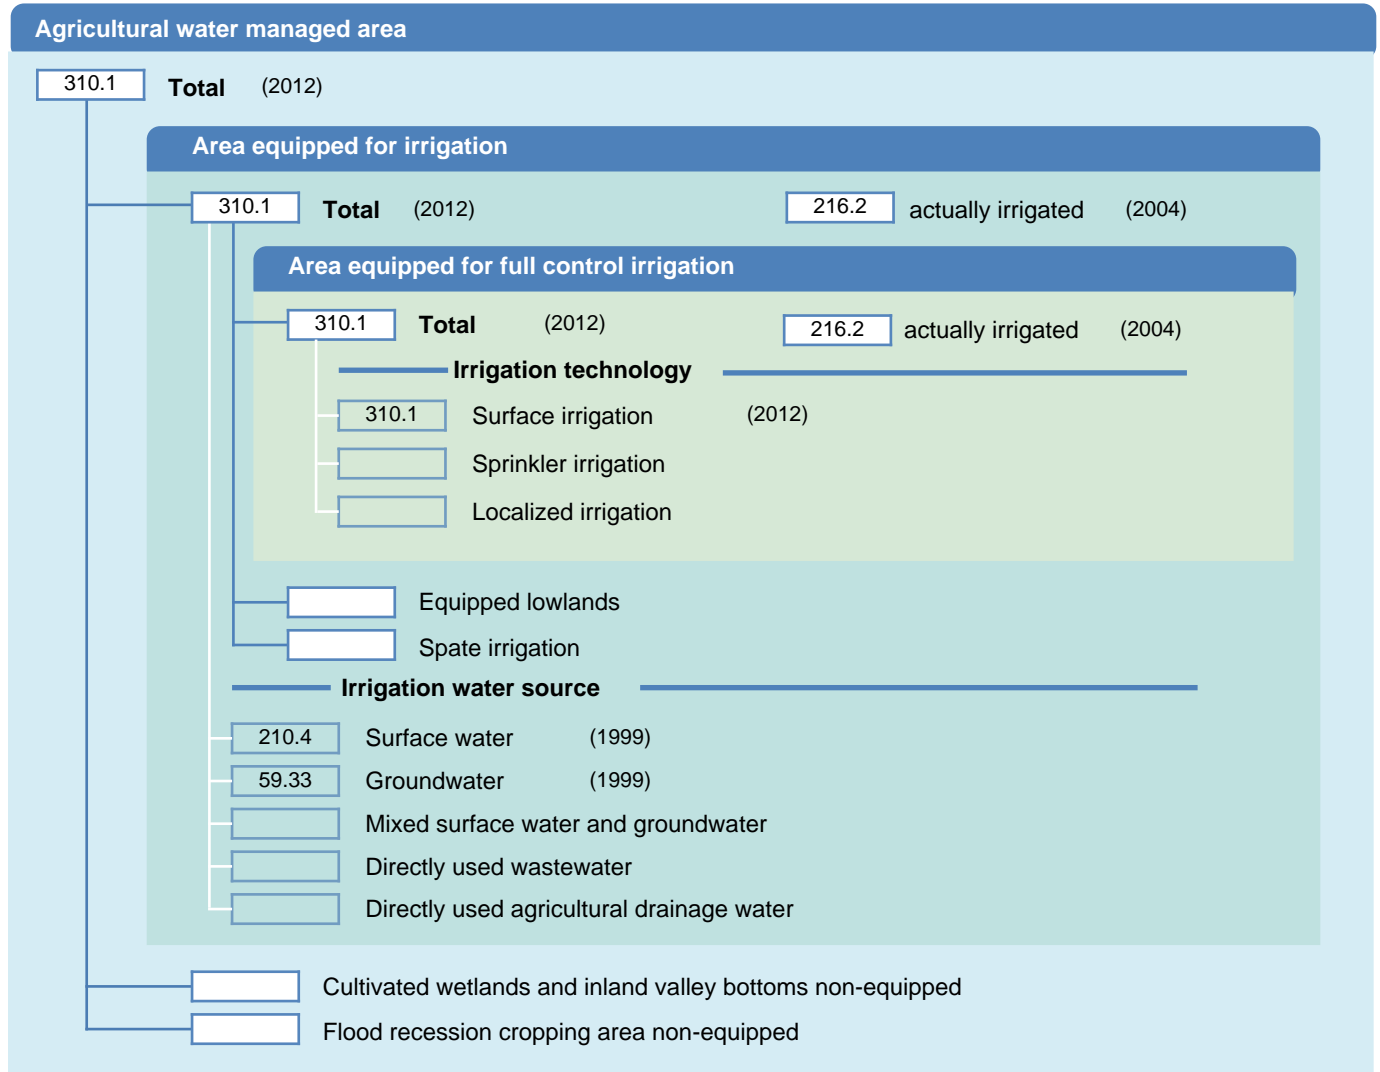 Agricultural water managed area
310.1 Total (2012)
Area equipped for irrigation
310.1 Total (2012) 216.2 actually irrigated (2004)
Area equipped for full control irrigation
310.1 Total (2012) 216.2 actually irrigated (2004)
Irrigation technology
310.1 Surface irrigation (2012)
Sprinkler irrigation
Localized irrigation
Equipped lowlands
Spate irrigation
Irrigation water source
210.4 Surface water (1999)
59.33 Groundwater (1999)
Mixed surface water and groundwater
Directly used wastewater
Directly used agricultural drainage water
Cultivated wetlands and inland valley bottoms non-equipped
Flood recession cropping area non-equipped